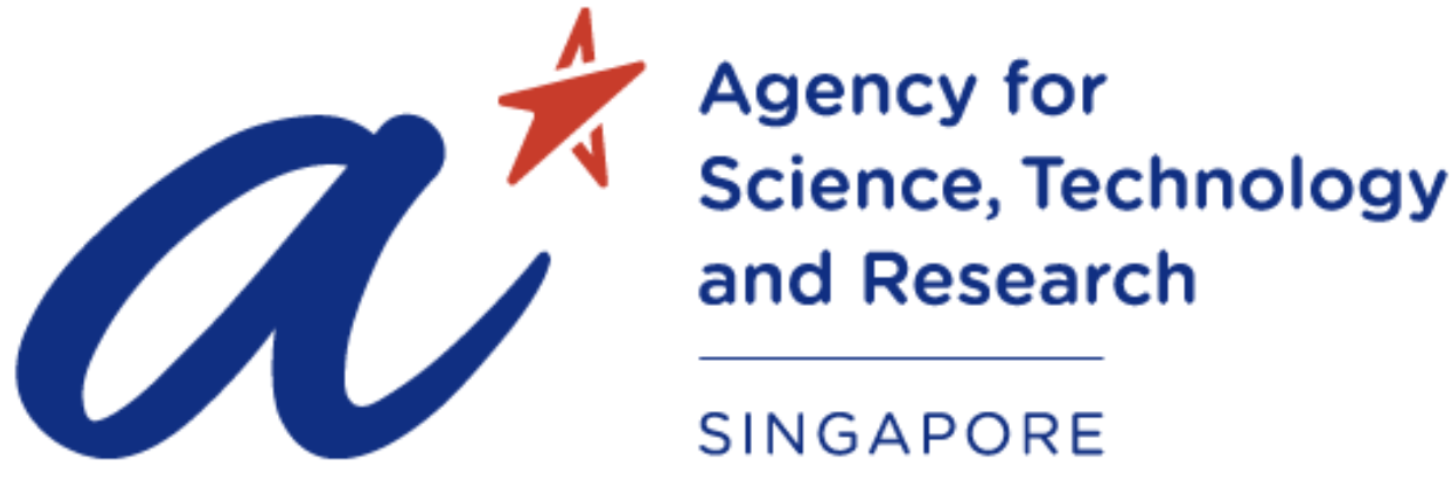 a
Agency for
Science, Technology
and Research
SINGAPORE